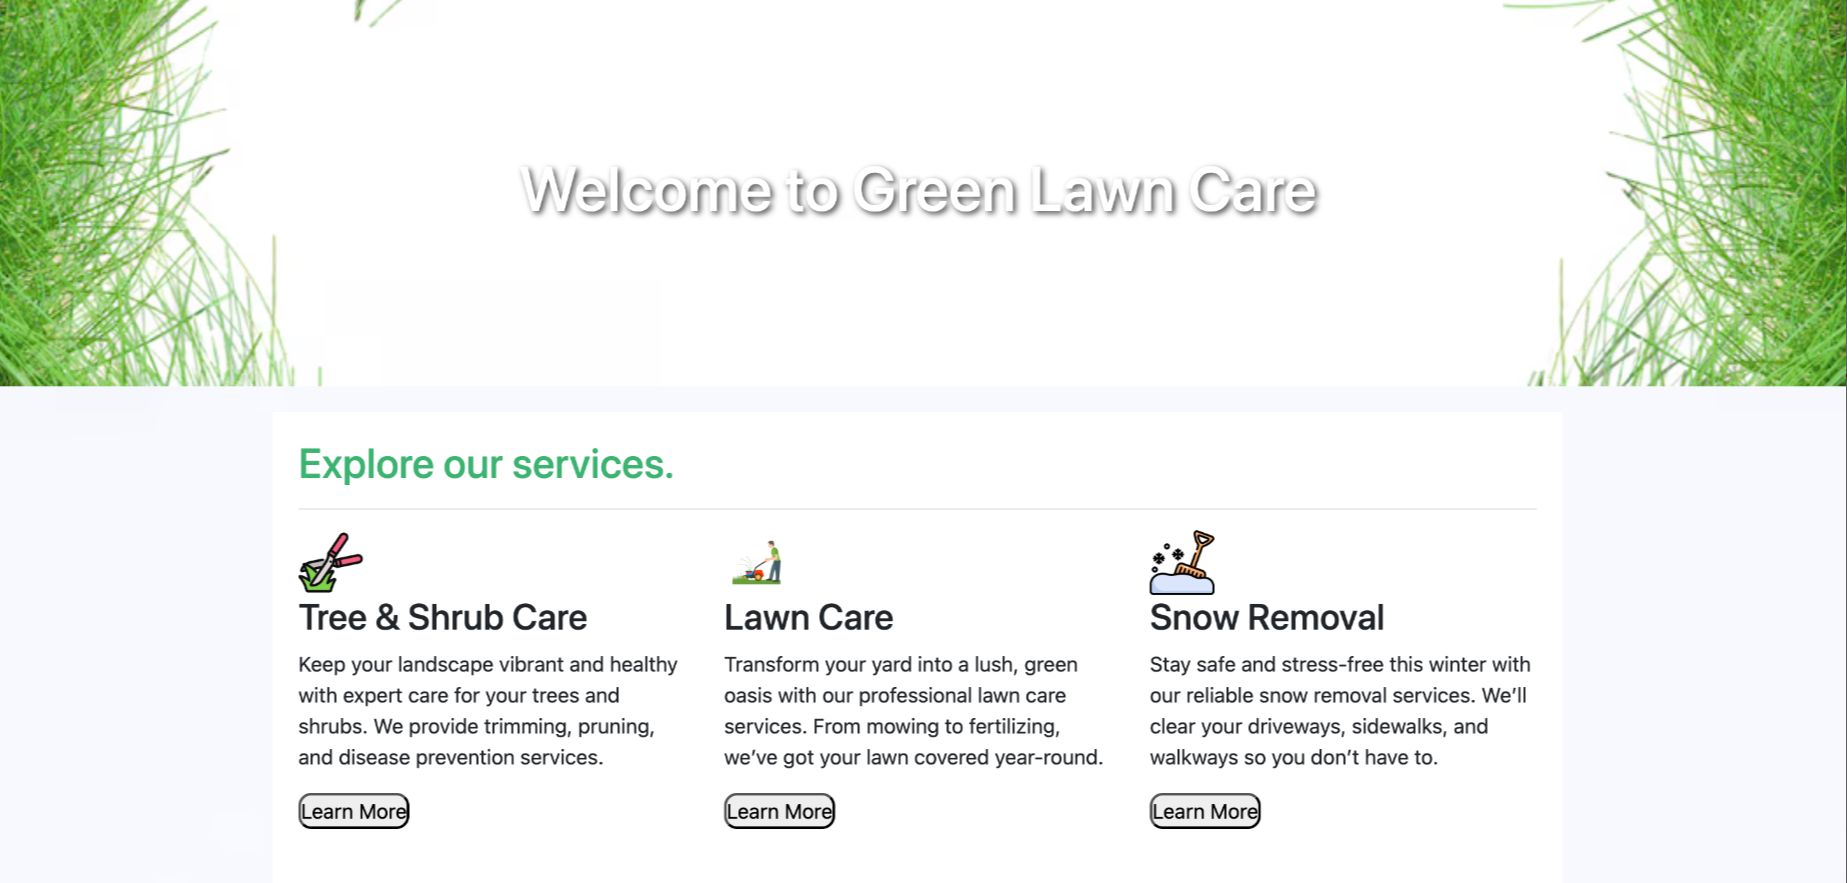 Welcome to Green Lawn Care
Explore our services.
Tree & Shrub Care
Keep your landscape vibrant and healthy
with expert care for your trees and
shrubs. We provide trimming, pruning,
and disease prevention services.
Learn More
Lawn Care
Transform your yard into a lush, green
oasis with our professional lawn care
services. From mowing to fertilizing,
we’ve got your lawn covered year-round.
Learn More
Snow Removal
Stay safe and stress-free this winter with
our reliable snow removal services. We’ll
clear your driveways, sidewalks, and
walkways so you don’t have to.
Learn More